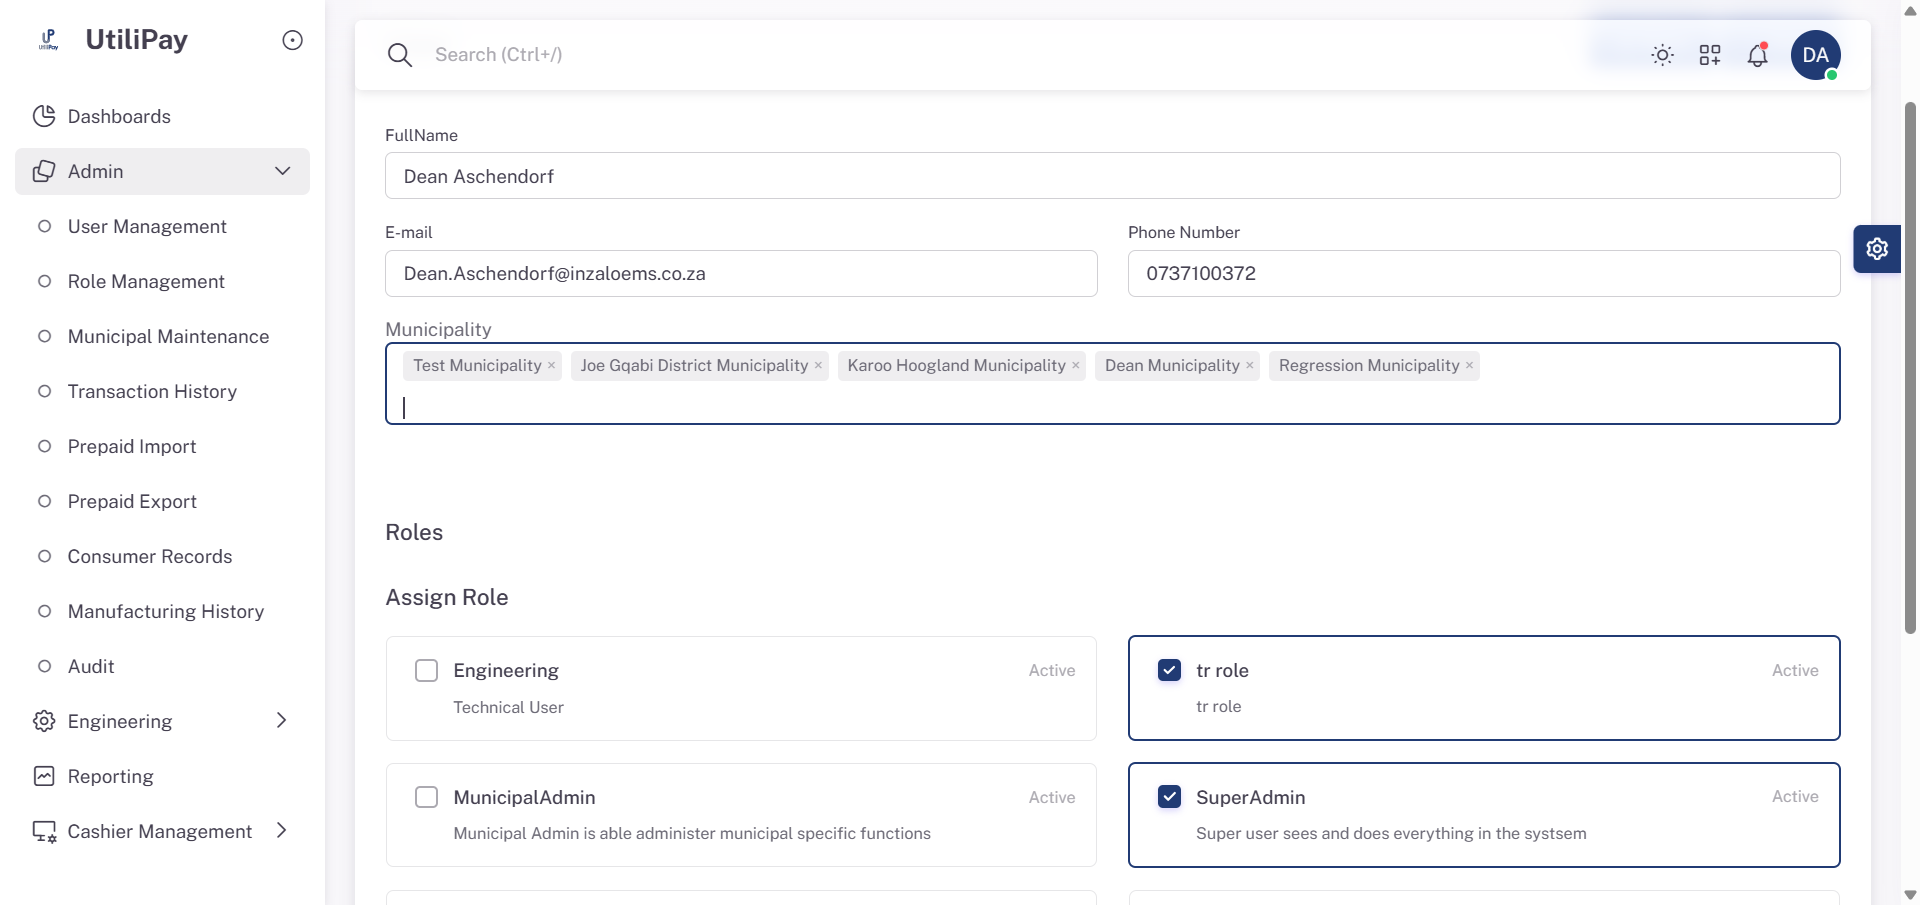 UP
UtiliPay
UtiliPay
Dashboards
Admin
User Management
Role Management
Municipal Maintenance
Transaction History
Prepaid Import
Prepaid Export
Consumer Records
Manufacturing History
Audit
Engineering
Reporting
Cashier Management
Search (Ctrl+/)
DA
FullName
Dean Aschendorf
E-mail
Phone Number
Dean.Aschendorf@inzaloems.co.za
0737100372
Municipality
Test Municipality × Joe Gqabi District Municipality × Karoo Hoogland Municipality × Dean Municipality × Regression Municipality ×
Roles
Assign Role
Engineering Active
Technical User
tr role Active
tr role
MunicipalAdmin Active
Municipal Admin is able administer municipal specific functions
SuperAdmin Active
Super user sees and does everything in the systsem